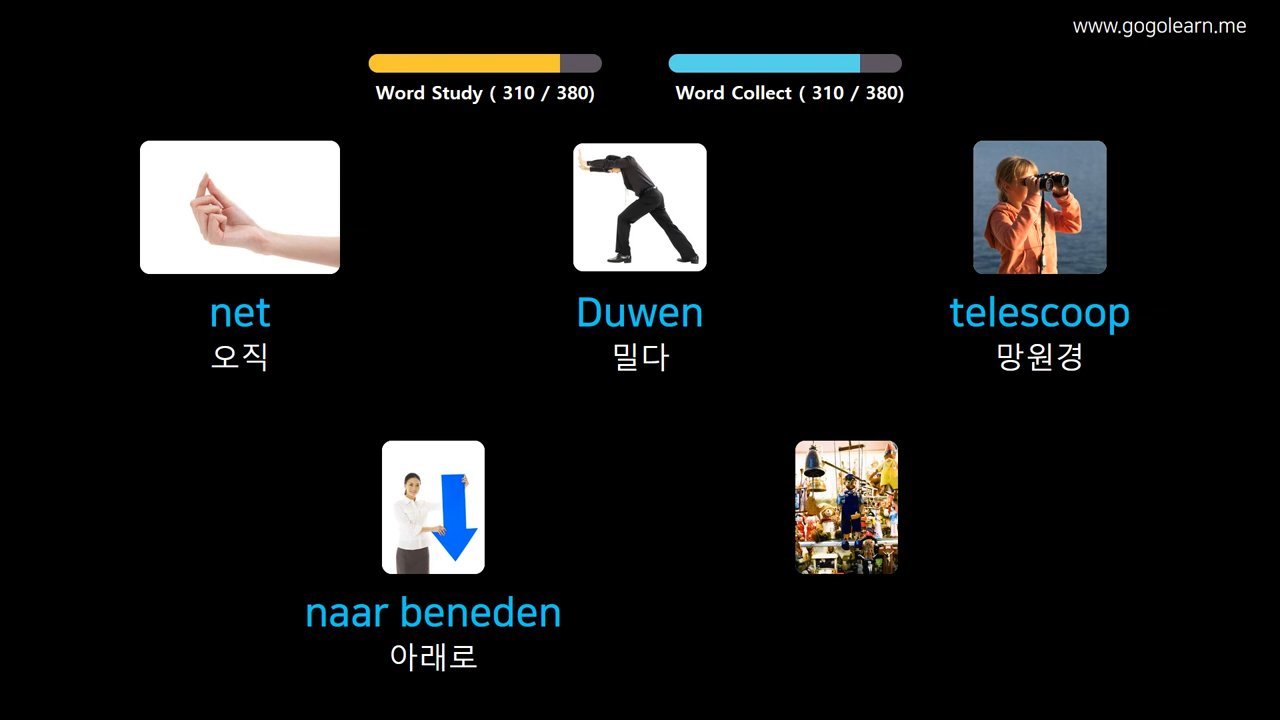 www.gogolearn.me
Word Study ( 310 / 380)
Word Collect ( 310 / 380)
net
오직
Duwen
밀다
telescoop
망원경
naar beneden
아래로